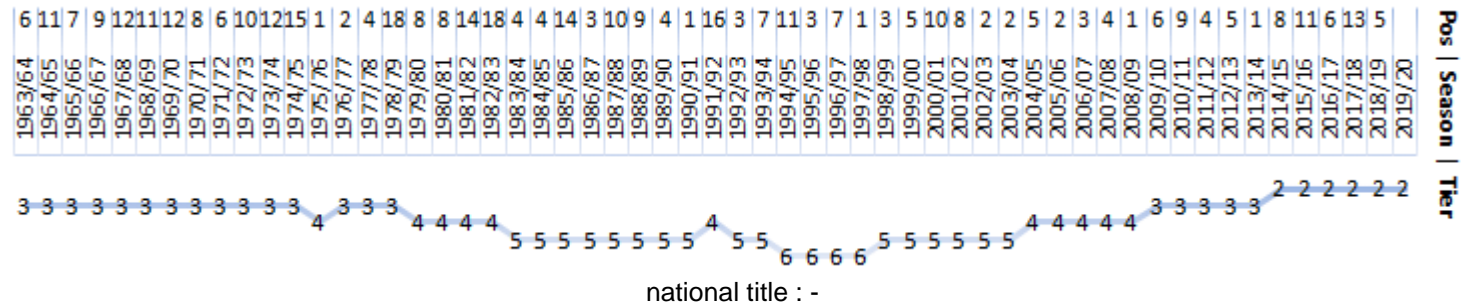 6 11 7 9 12 11 12 8 6 10 12 15 1 2 4 18 8 8 14 18 4 4 14 3 10 9 4 1 16 3 7 11 3 7 1 3 5 10 8 2 2 5 2 3 4 1 6 9 4 5 1 8 11 6 13 5
1963/64 1964/65 1965/66 1966/67 1967/68 1968/69 1969/70 1970/71 1971/72 1972/73 1973/74 1974/75 1975/76 1976/77 1977/78 1978/79 1979/80 1980/81 1981/82 1982/83 1983/84 1984/85 1985/86 1986/87 1987/88 1988/89 1989/90 1990/91 1991/92 1992/93 1993/94 1994/95 1995/96 1996/97 1997/98 1998/99 1999/00 2000/01 2001/02 2002/03 2003/04 2004/05 2005/06 2006/07 2007/08 2008/09 2009/10 2010/11 2011/12 2012/13 2013/14 2014/15 2015/16 2016/17 2017/18 2018/19 2019/20
3 3 3 3 3 3 3 3 3 3 3 3 4 3 3 3 4 4 4 4 5 5 5 5 5 5 5 5 4 5 5 6 6 6 6 5 5 5 5 5 5 4 4 4 4 4 3 3 3 3 3 2 2 2 2 2 2
Pos | Season | Tier
national title : -